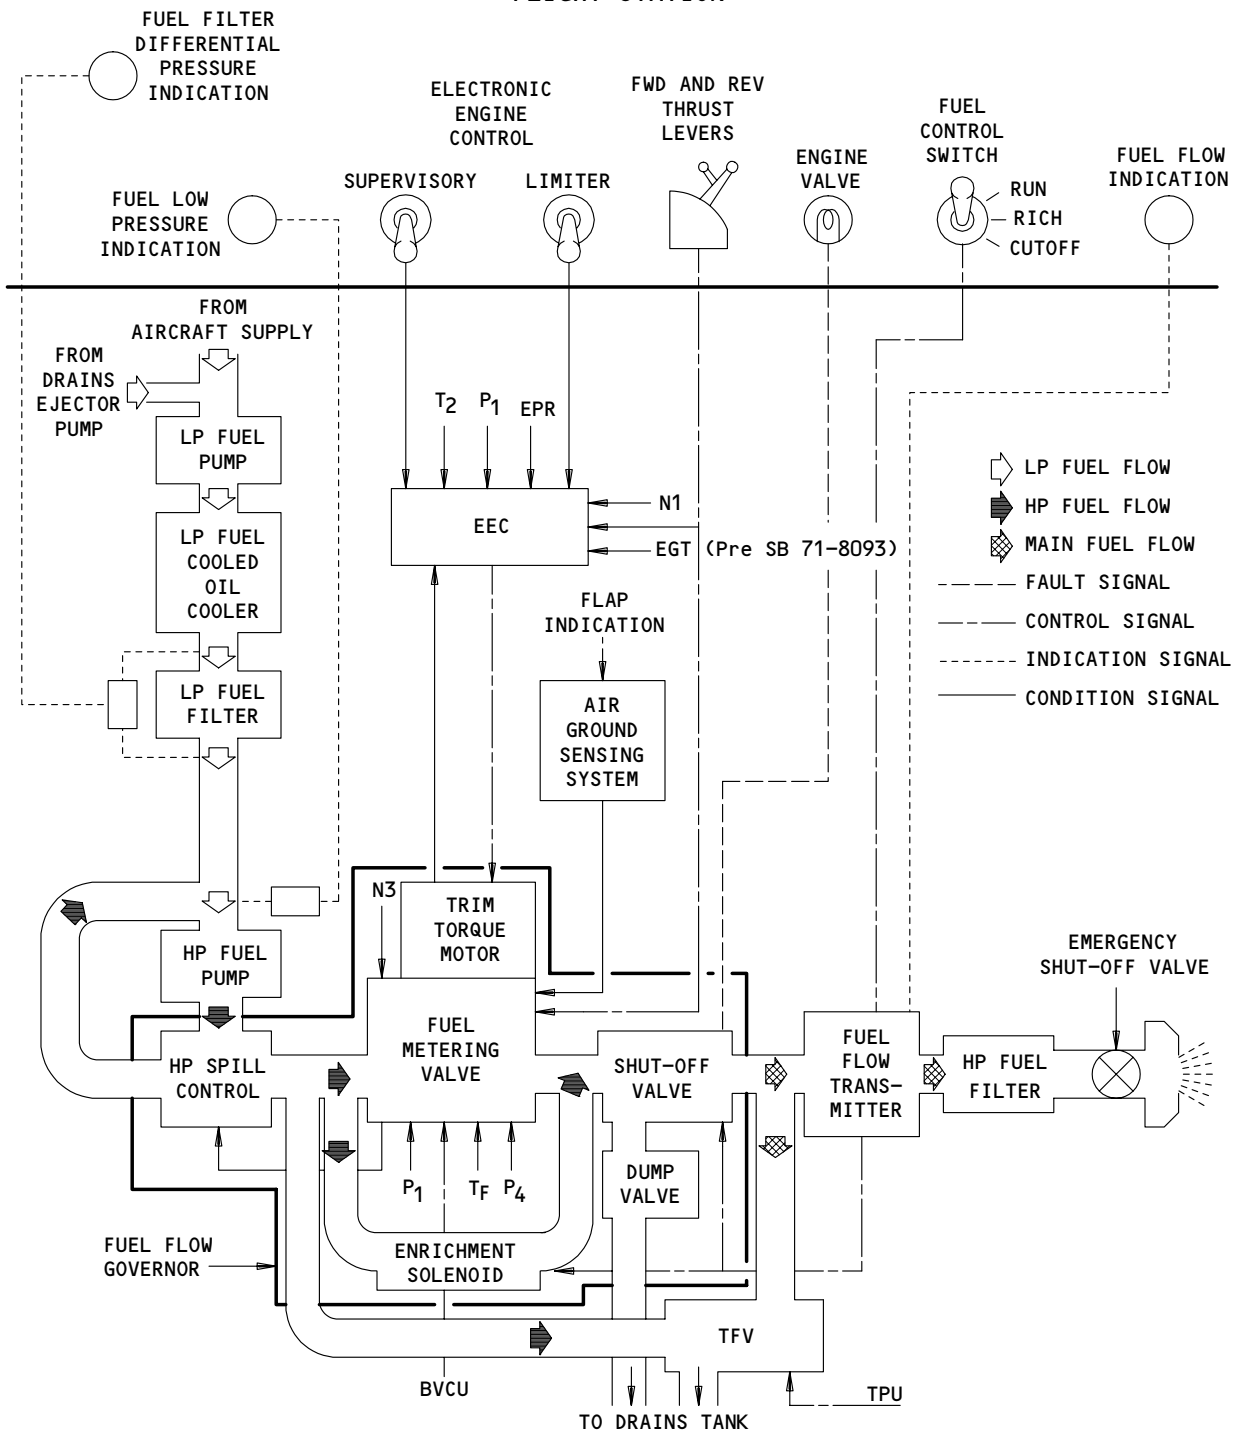 FUEL FILTER
DIFFERENTIAL
PRESSURE
INDICATION
ELECTRONIC
ENGINE
CONTROL
FWD AND REV
THRUST
LEVERS
FUEL
CONTROL
SWITCH
ENGINE
VALVE
FUEL FLOW
INDICATION
SUPERVISORY
LIMITER
RUN
RICH
CUTOFF
FUEL LOW
PRESSURE
INDICATION
FROM
AIRCRAFT SUPPLY
FROM
DRAINS
EJECTOR
PUMP
LP FUEL
PUMP
LP FUEL
COOLED
OIL
COOLER
LP FUEL
FILTER
T2
P1
EPR
EEC
N1
EGT (Pre SB 71-8093)
LP FUEL FLOW
HP FUEL FLOW
MAIN FUEL FLOW
FAULT SIGNAL
CONTROL SIGNAL
INDICATION SIGNAL
CONDITION SIGNAL
FLAP
INDICATION
AIR
GROUND
SENSING
SYSTEM
N3
TRIM
TORQUE
MOTOR
HP FUEL
PUMP
HP SPILL
CONTROL
FUEL
METERING
VALVE
SHUT-OFF
VALVE
FUEL
FLOW
TRANS-
MITTER
HP FUEL
FILTER
EMERGENCY
SHUT-OFF VALVE
P1
TF
P4
DUMP
VALVE
FUEL FLOW
GOVERNOR
ENRICHMENT
SOLENOID
TFV
BVCU
TPU
TO DRAINS TANK